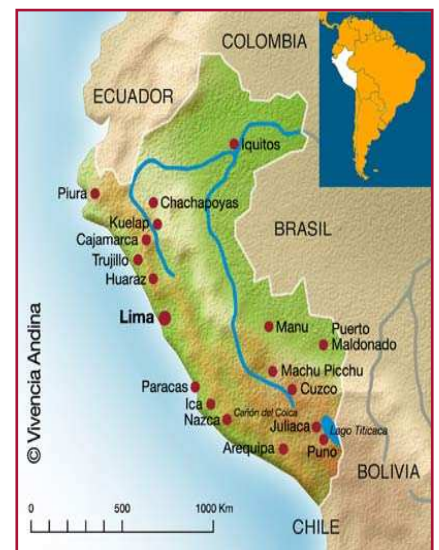 COLOMBIA
ECUADOR
Iquitos
Piura
Chachapoyas
Kuelap
Cajamarca
BRASIL
Trujillo
Huaraz
Lima
Manu
Puerto
Maldonado
Machu Picchu
Paracas
Cuzco
Ica
Nazca
Cañón del Colca
Juliaca
Lago Titicaca
Arequipa
Puno
BOLIVIA
CHILE
0 500 1000 Km
© Vivencia Andina